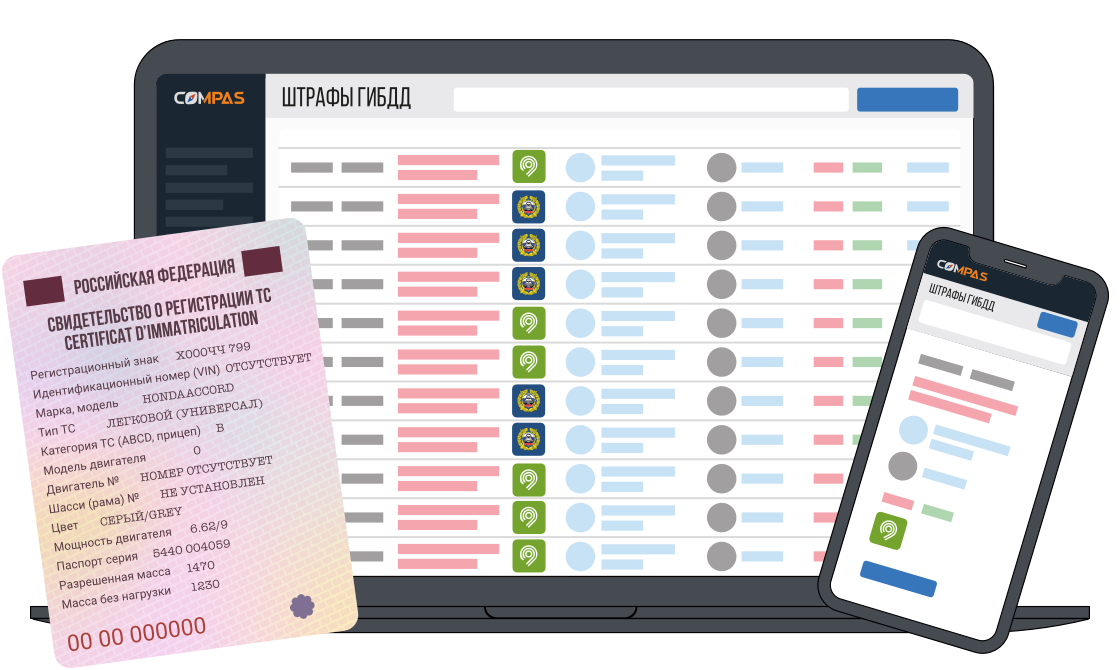 COMPAS
ШТРАФЫ ГИБДД
РОССИЙСКАЯ ФЕДЕРАЦИЯ
СВИДЕТЕЛЬСТВО О РЕГИСТРАЦИИ ТС
CERTIFICAT D'IMMATRICULATION
Регистрационный знак Х000ЧЧ 799
Идентификационный номер (VIN) ОТСУТСТВУЕТ
Марка, модель HONDA ACCORD
Тип ТС ЛЕГКОВОЙ (УНИВЕРСАЛ)
Категория ТС (ABCD, прицеп) В
Модель двигателя 0
Двигатель № НОМЕР ОТСУТСТВУЕТ
Шасси (рама) № НЕ УСТАНОВЛЕН
Цвет СЕРЫЙ/GREY
Мощность двигателя 6.62/9
Паспорт серия 5440 004059
Разрешенная масса 1470
Масса без нагрузки 1230
00 00 000000
COMPAS
ШТРАФЫ ГИБДД